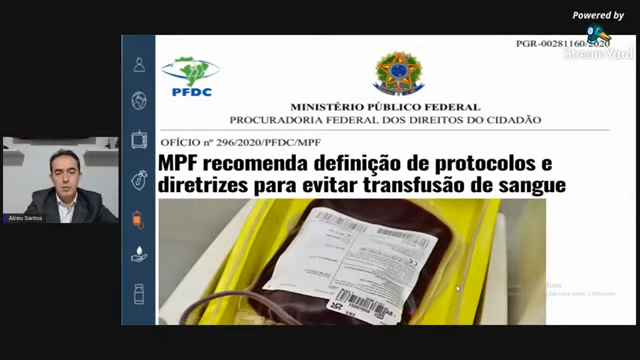 Powered by
StreamYard
PGR-00281160/2020
PFDC
MINISTÉRIO PÚBLICO FEDERAL
PROCURADORIA FEDERAL DOS DIREITOS DO CIDADÃO
OFÍCIO nº 296/2020/PFDC/MPF
MPF recomenda definição de protocolos e
diretrizes para evitar transfusão de sangue
Alceu Santos